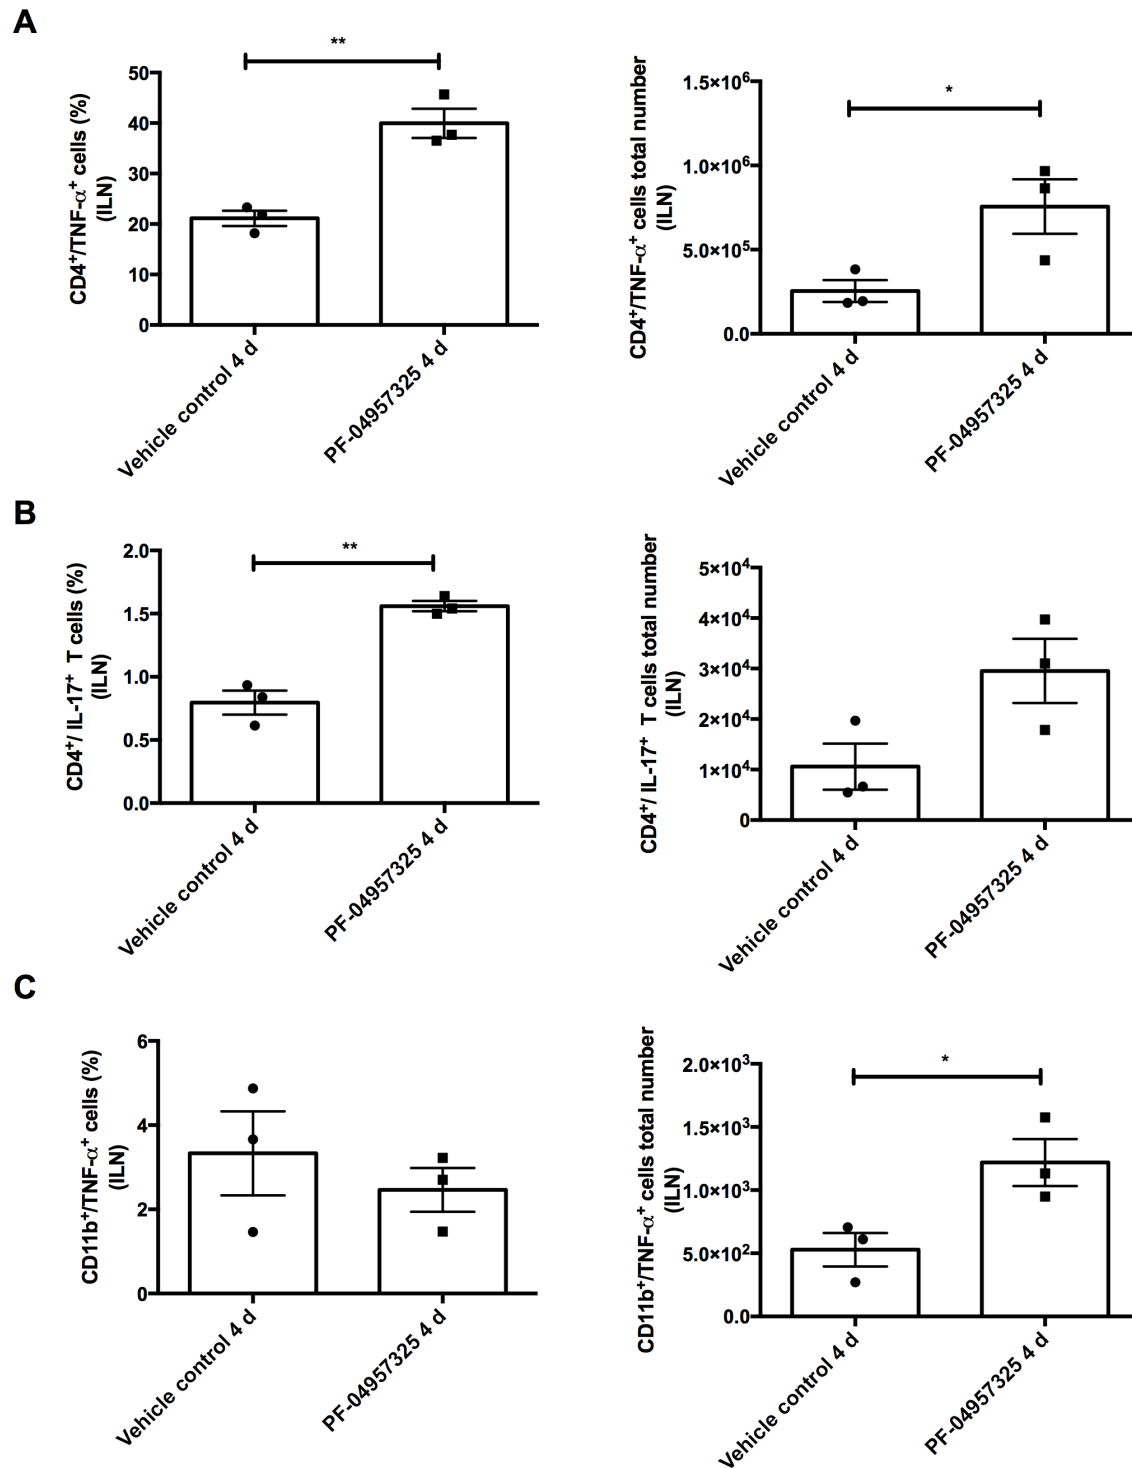 A
**
50
40
30
20
10
0
CD4⁺/TNF-α⁺ cells (%)
(ILN)
Vehicle control 4 d
PF-04957325 4 d
*
1.5×10⁶
1.0×10⁶
5.0×10⁵
0.0
CD4⁺/TNF-α⁺ cells total number
(ILN)
Vehicle control 4 d
PF-04957325 4 d
B
**
2.0
1.5
1.0
0.5
0.0
CD4⁺/ IL-17⁺ T cells (%)
(ILN)
Vehicle control 4 d
PF-04957325 4 d
5×10⁴
4×10⁴
3×10⁴
2×10⁴
1×10⁴
0
CD4⁺/ IL-17⁺ T cells total number
(ILN)
Vehicle control 4 d
PF-04957325 4 d
C
6
4
2
0
CD11b⁺/TNF-α⁺ cells (%)
(ILN)
Vehicle control 4 d
PF-04957325 4 d
*
2.0×10³
1.5×10³
1.0×10³
5.0×10²
0.0
CD11b⁺/TNF-α⁺ cells total number
(ILN)
Vehicle control 4 d
PF-04957325 4 d